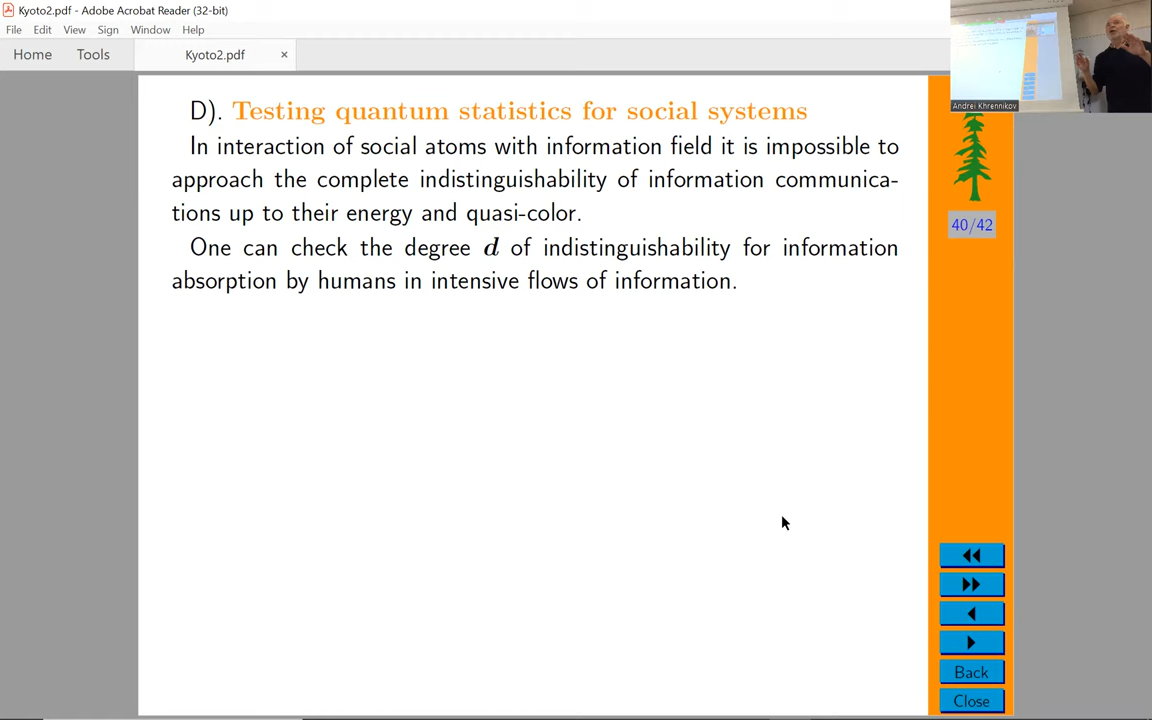 Kyoto2.pdf - Adobe Acrobat Reader (32-bit)
File Edit View Sign Window Help
Home Tools Kyoto2.pdf ×
Andrei Khrennikov
D). Testing quantum statistics for social systems
In interaction of social atoms with information field it is impossible to
approach the complete indistinguishability of information communica-
tions up to their energy and quasi-color.
One can check the degree d of indistinguishability for information
absorption by humans in intensive flows of information.
40/42
Back
Close